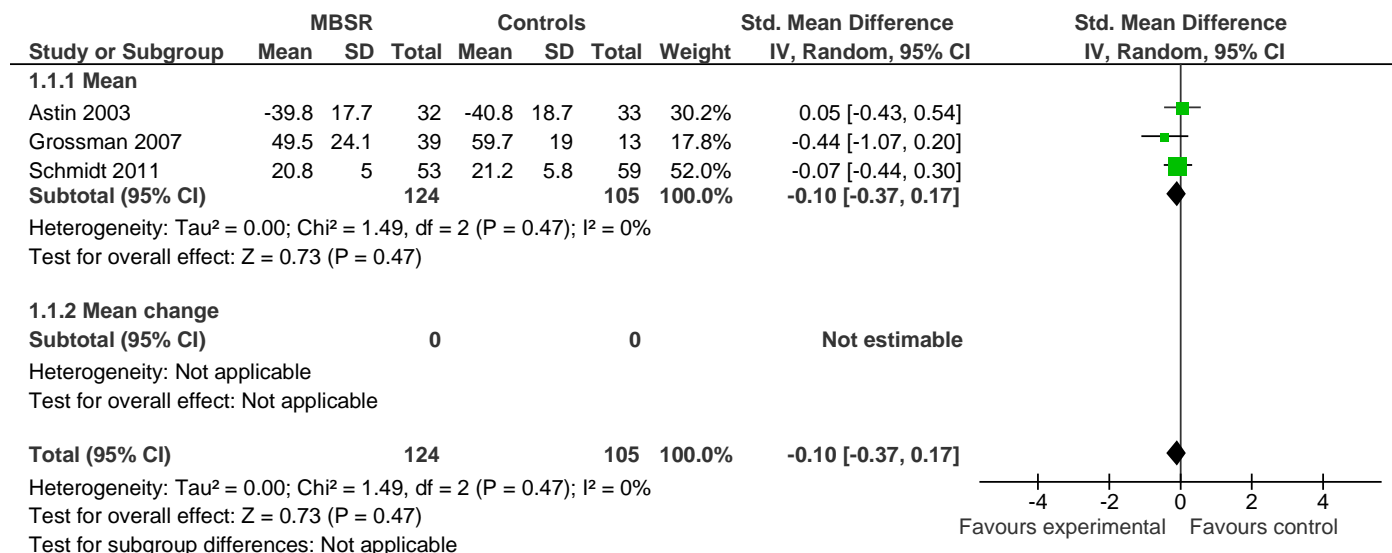 MBSR Controls Std. Mean Difference Std. Mean Difference
Study or Subgroup Mean SD Total Mean SD Total Weight IV, Random, 95% CI IV, Random, 95% CI
1.1.1 Mean
Astin 2003 -39.8 17.7 32 -40.8 18.7 33 30.2% 0.05 [-0.43, 0.54]
Grossman 2007 49.5 24.1 39 59.7 19 13 17.8% -0.44 [-1.07, 0.20]
Schmidt 2011 20.8 5 53 21.2 5.8 59 52.0% -0.07 [-0.44, 0.30]
Subtotal (95% CI) 124 105 100.0% -0.10 [-0.37, 0.17]
Heterogeneity: Tau² = 0.00; Chi² = 1.49, df = 2 (P = 0.47); I² = 0%
Test for overall effect: Z = 0.73 (P = 0.47)
1.1.2 Mean change
Subtotal (95% CI) 0 0 Not estimable
Heterogeneity: Not applicable
Test for overall effect: Not applicable
Total (95% CI) 124 105 100.0% -0.10 [-0.37, 0.17]
Heterogeneity: Tau² = 0.00; Chi² = 1.49, df = 2 (P = 0.47); I² = 0%
Test for overall effect: Z = 0.73 (P = 0.47)
Test for subgroup differences: Not applicable
-4 -2 0 2 4
Favours experimental Favours control